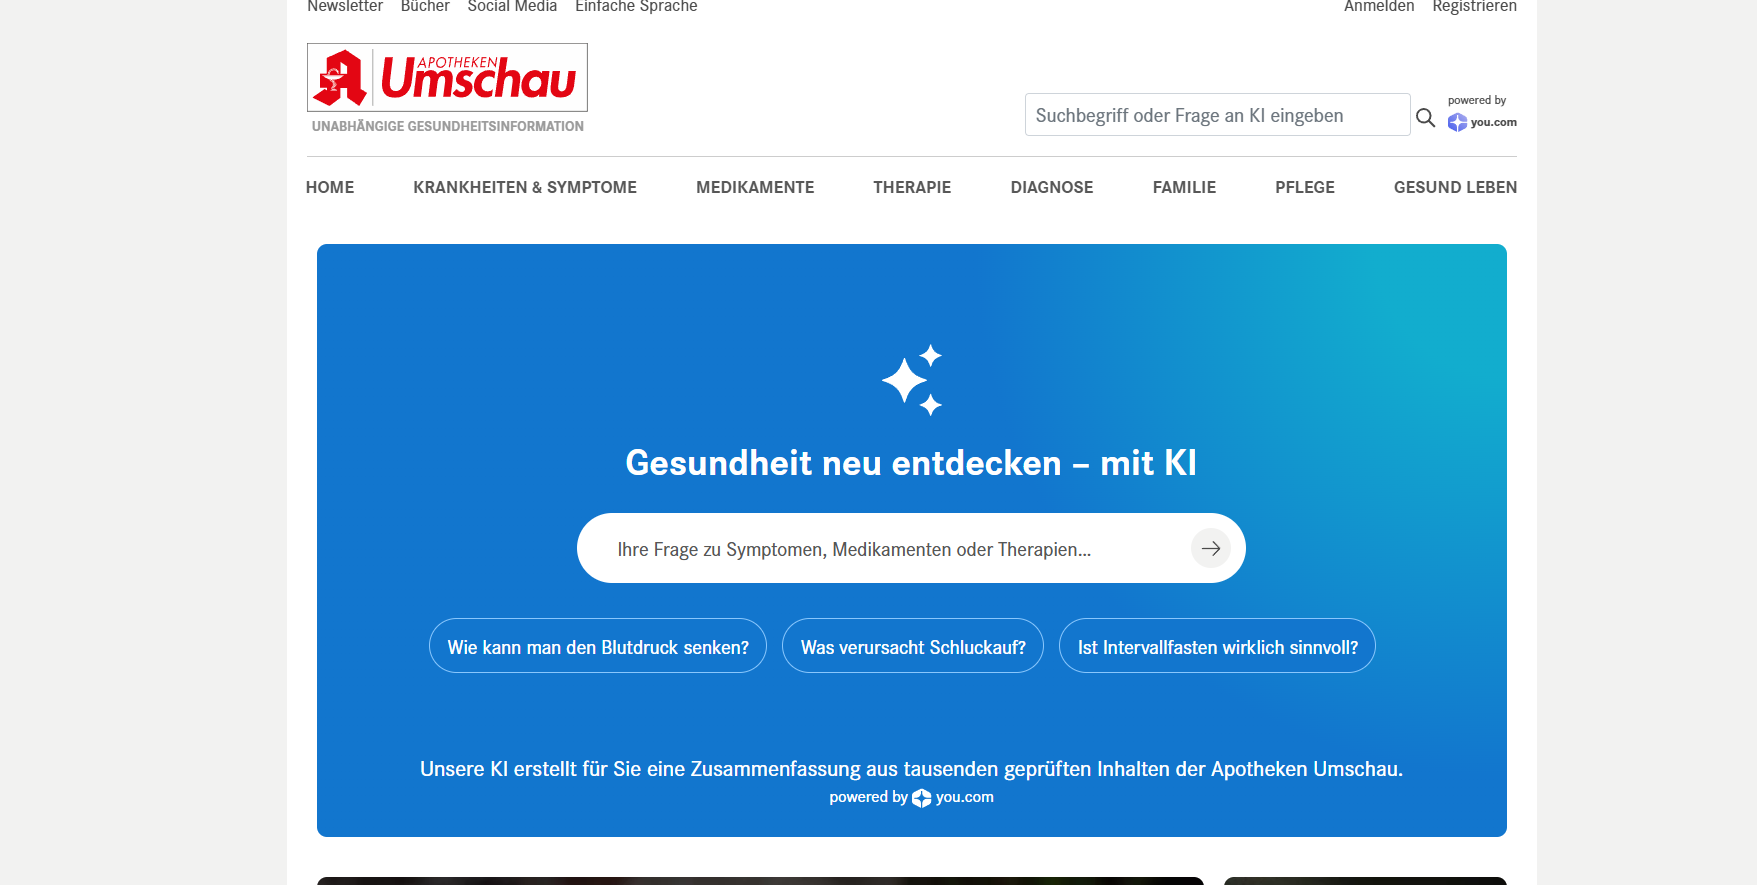 Newsletter Bücher Social Media Einfache Sprache Anmelden Registrieren
APOTHEKEN
Umschau
UNABHÄNGIGE GESUNDHEITSINFORMATION
Suchbegriff oder Frage an KI eingeben
powered by
you.com
HOME KRANKHEITEN & SYMPTOME MEDIKAMENTE THERAPIE DIAGNOSE FAMILIE PFLEGE GESUND LEBEN
Gesundheit neu entdecken – mit KI
Ihre Frage zu Symptomen, Medikamenten oder Therapien...
Wie kann man den Blutdruck senken? Was verursacht Schluckauf? Ist Intervallfasten wirklich sinnvoll?
Unsere KI erstellt für Sie eine Zusammenfassung aus tausenden geprüften Inhalten der Apotheken Umschau.
powered by you.com